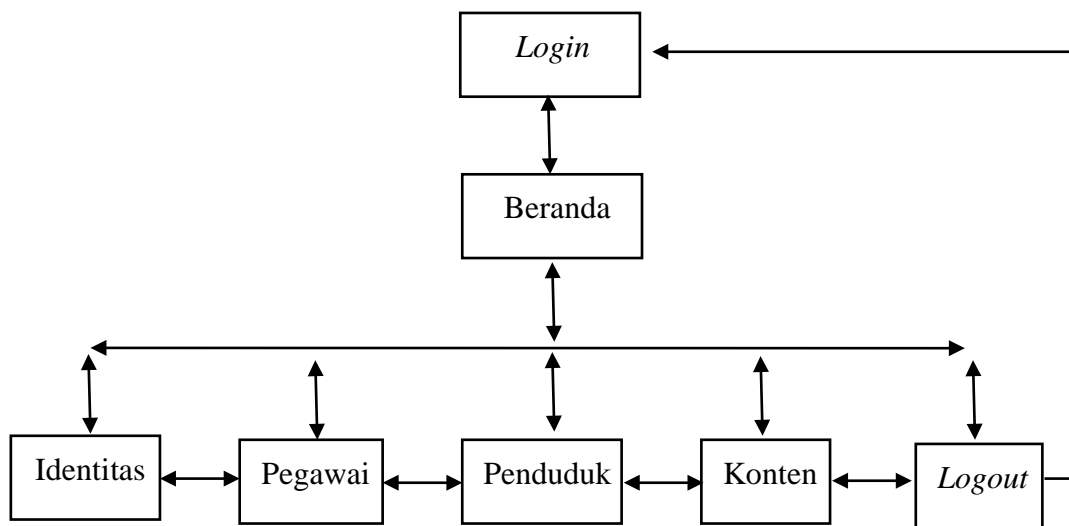 Login
Beranda
Identitas
Pegawai
Penduduk
Konten
Logout